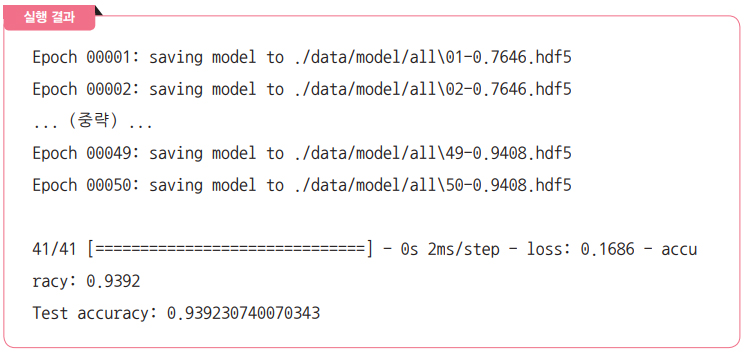 실행 결과
Epoch 00001: saving model to ./data/model/all\01-0.7646.hdf5
Epoch 00002: saving model to ./data/model/all\02-0.7646.hdf5
... (중략) ...
Epoch 00049: saving model to ./data/model/all\49-0.9408.hdf5
Epoch 00050: saving model to ./data/model/all\50-0.9408.hdf5
41/41 [==============================] - 0s 2ms/step - loss: 0.1686 - accu
racy: 0.9392
Test accuracy: 0.939230740070343